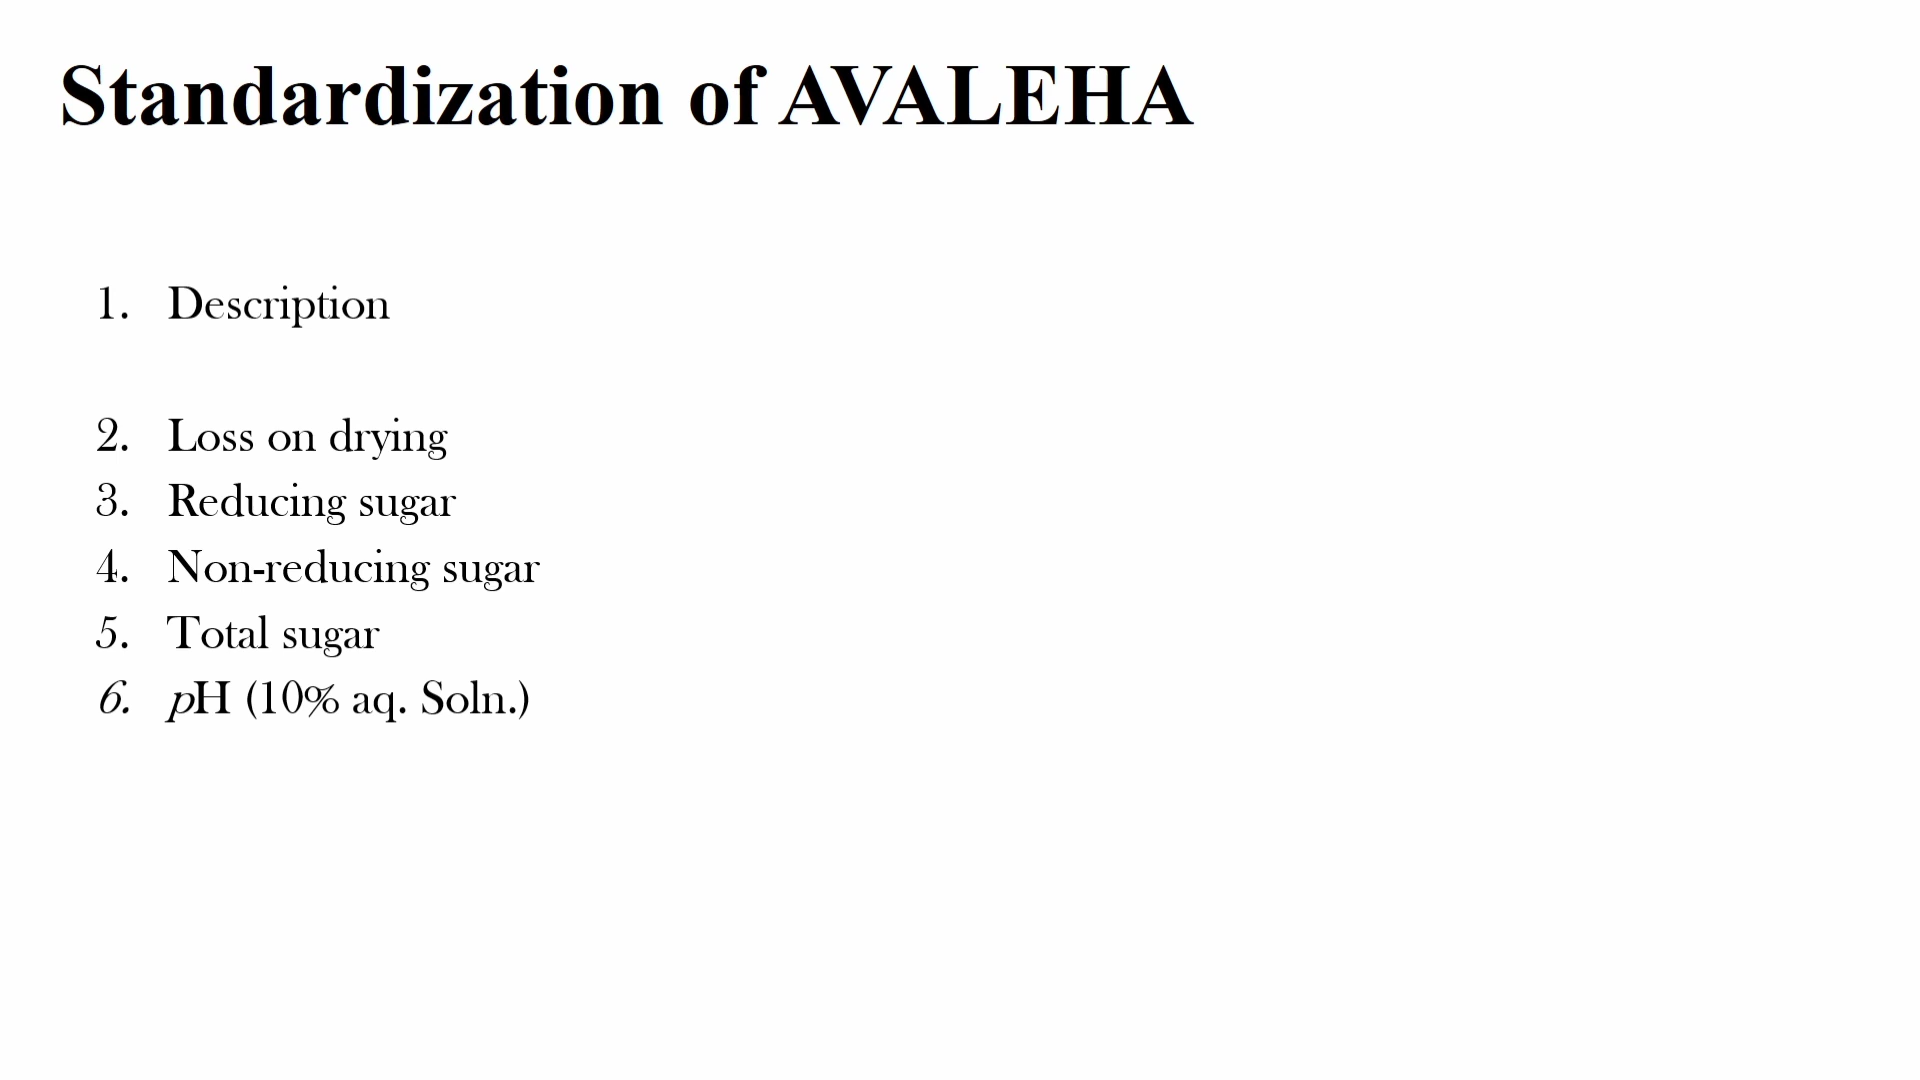 Standardization of AVALEHA
1. Description
2. Loss on drying
3. Reducing sugar
4. Non-reducing sugar
5. Total sugar
6. pH (10% aq. Soln.)